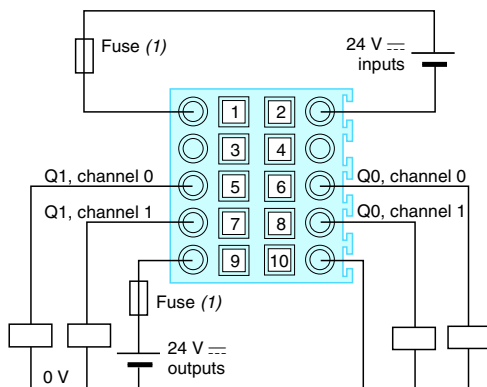 Fuse (1)
24 V ⎓
inputs
1 2
3 4
Q1, channel 0
5 6
Q0, channel 0
Q1, channel 1
7 8
Q0, channel 1
9 10
Fuse (1)
24 V ⎓
outputs
0 V